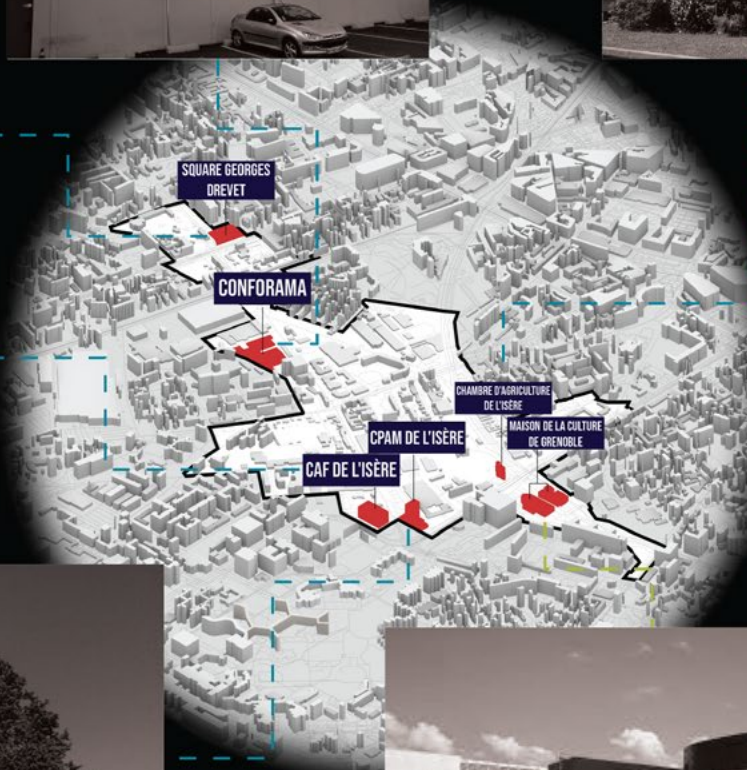 SQUARE GEORGES
DREVET
CONFORAMA
CHAMBRE D'AGRICULTURE
DE L'ISÈRE
MAISON DE LA CULTURE
DE GRENOBLE
CPAM DE L'ISÈRE
CAF DE L'ISÈRE